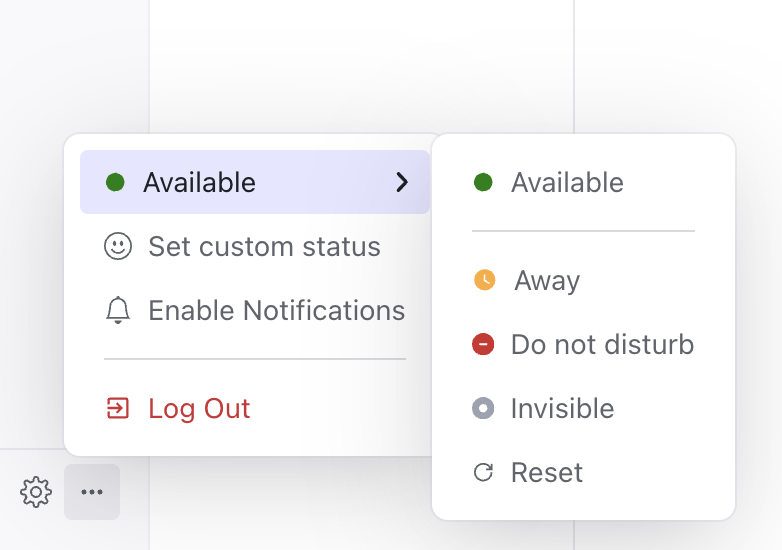 Available
Set custom status
Enable Notifications
Log Out
Available
Away
Do not disturb
Invisible
Reset